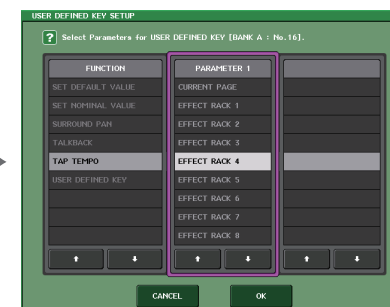 USER DEFINED KEY SETUP
? Select Parameters for USER DEFINED KEY [BANK A : No.16].
FUNCTION
SET DEFAULT VALUE
SET NOMINAL VALUE
SURROUND PAN
TALKBACK
TAP TEMPO
USER DEFINED KEY
PARAMETER 1
CURRENT PAGE
EFFECT RACK 1
EFFECT RACK 2
EFFECT RACK 3
EFFECT RACK 4
EFFECT RACK 5
EFFECT RACK 6
EFFECT RACK 7
EFFECT RACK 8
CANCEL
OK